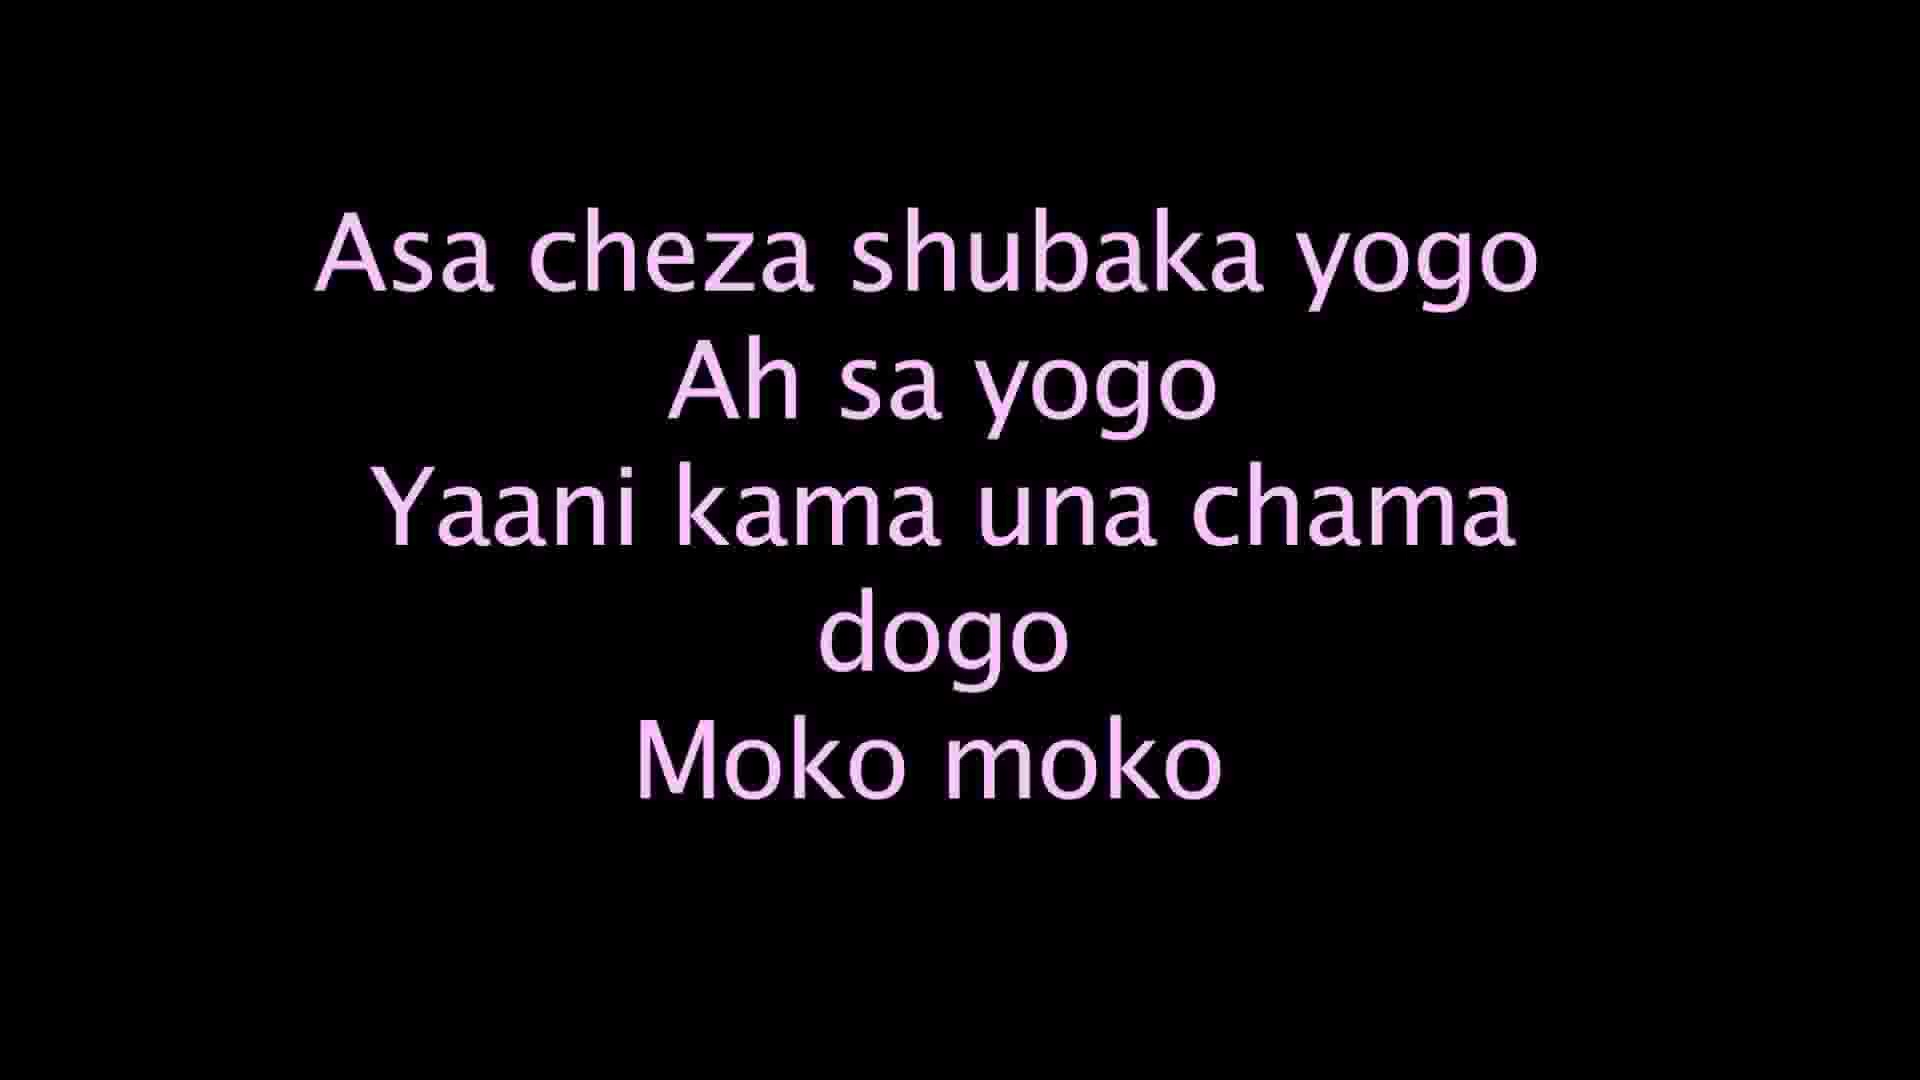 Asa cheza shubaka yogo
Ah sa yogo
Yaani kama una chama
dogo
Moko moko